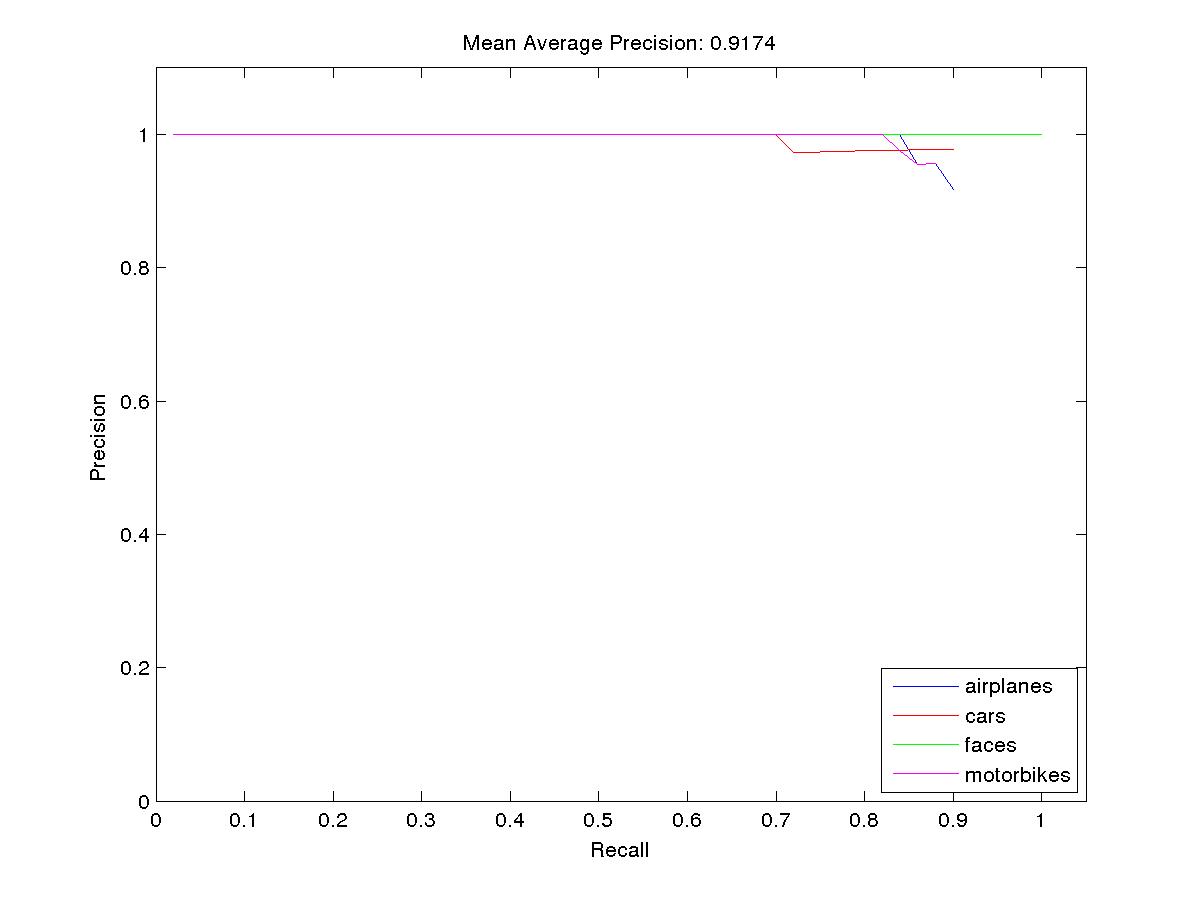 Mean Average Precision: 0.9174
1
0.8
0.6
0.4
0.2
0
Precision
0 0.1 0.2 0.3 0.4 0.5 0.6 0.7 0.8 0.9 1
Recall
airplanes
cars
faces
motorbikes